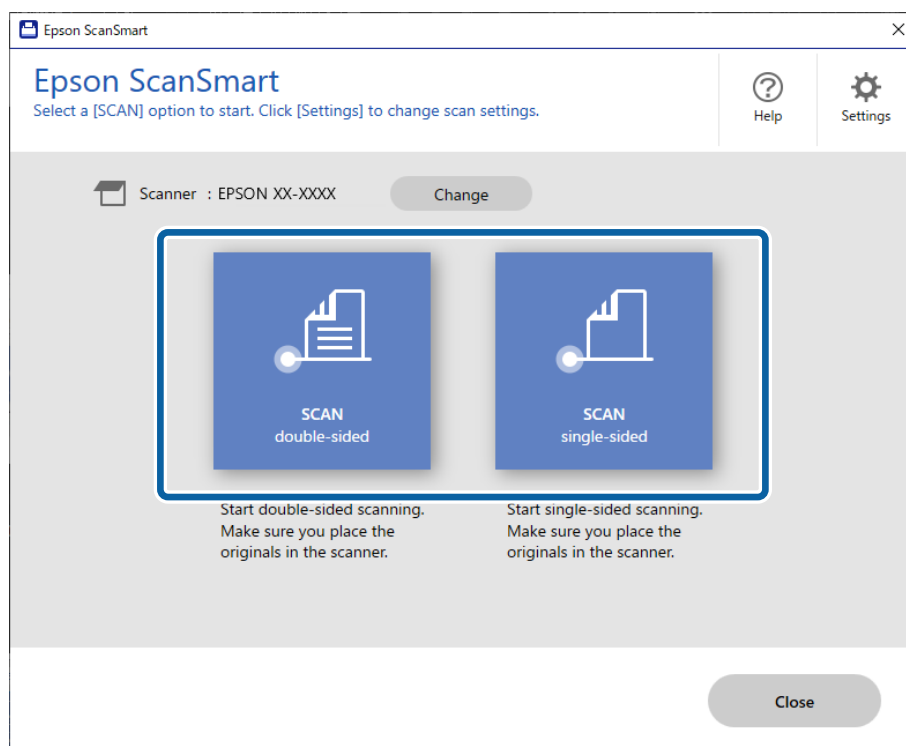 Epson ScanSmart
Epson ScanSmart
Select a [SCAN] option to start. Click [Settings] to change scan settings.
Help
Settings
Scanner : EPSON XX-XXXX
Change
SCAN
double-sided
SCAN
single-sided
Start double-sided scanning.
Make sure you place the
originals in the scanner.
Start single-sided scanning.
Make sure you place the
originals in the scanner.
Close